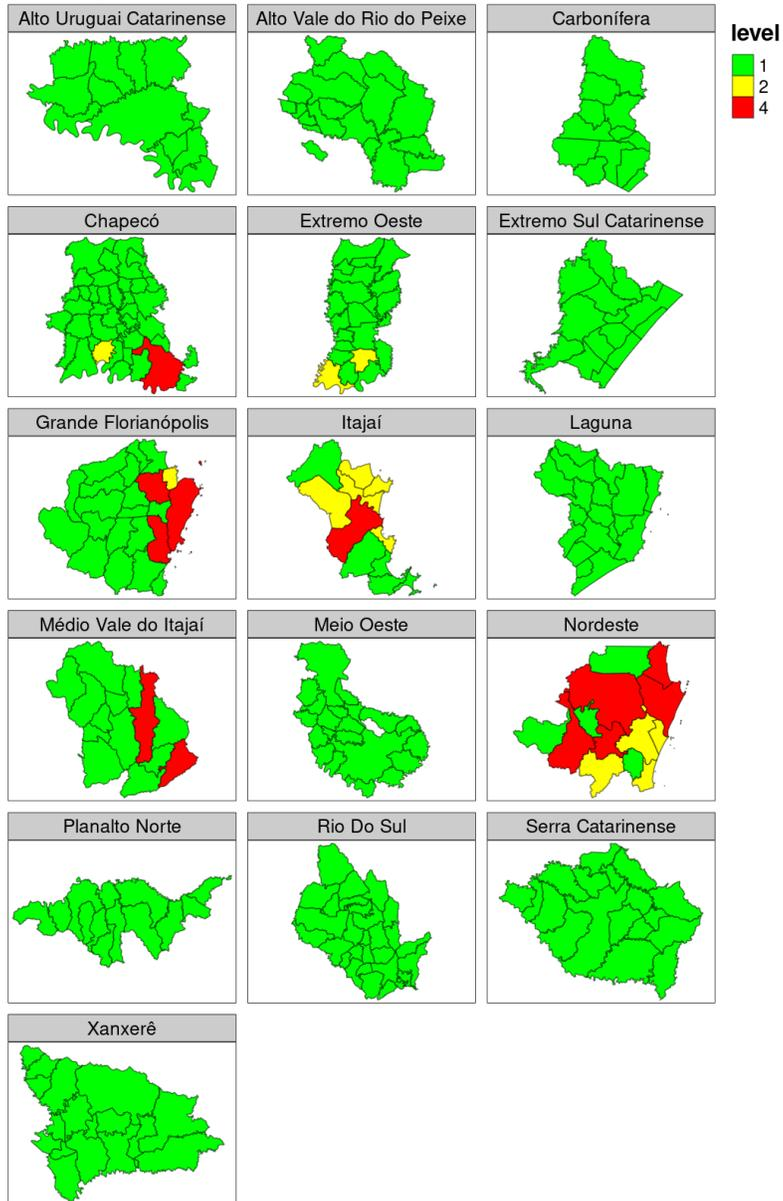 Alto Uruguai Catarinense
Alto Vale do Rio do Peixe
Carbonífera
level
1
2
4
Chapecó
Extremo Oeste
Extremo Sul Catarinense
Grande Florianópolis
Itajaí
Laguna
Médio Vale do Itajaí
Meio Oeste
Nordeste
Planalto Norte
Rio Do Sul
Serra Catarinense
Xanxerê